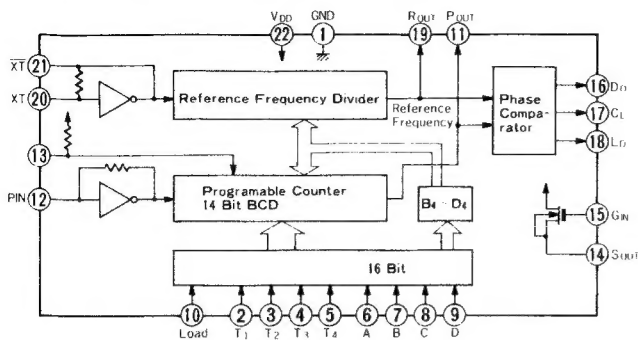 VDD GND ROUT POUT
22 1 19 11
XT 21
XT 20
Reference Frequency Divider
Reference
Frequency
Phase
Compa-
rator
16 DO
17 CL
18 LD
13
PIN 12
Programable Counter
14 Bit BCD
B4 ~ D4
15 GIN
14 SOUT
16 Bit
10 2 3 4 5 6 7 8 9
Load T1 T2 T3 T4 A B C D